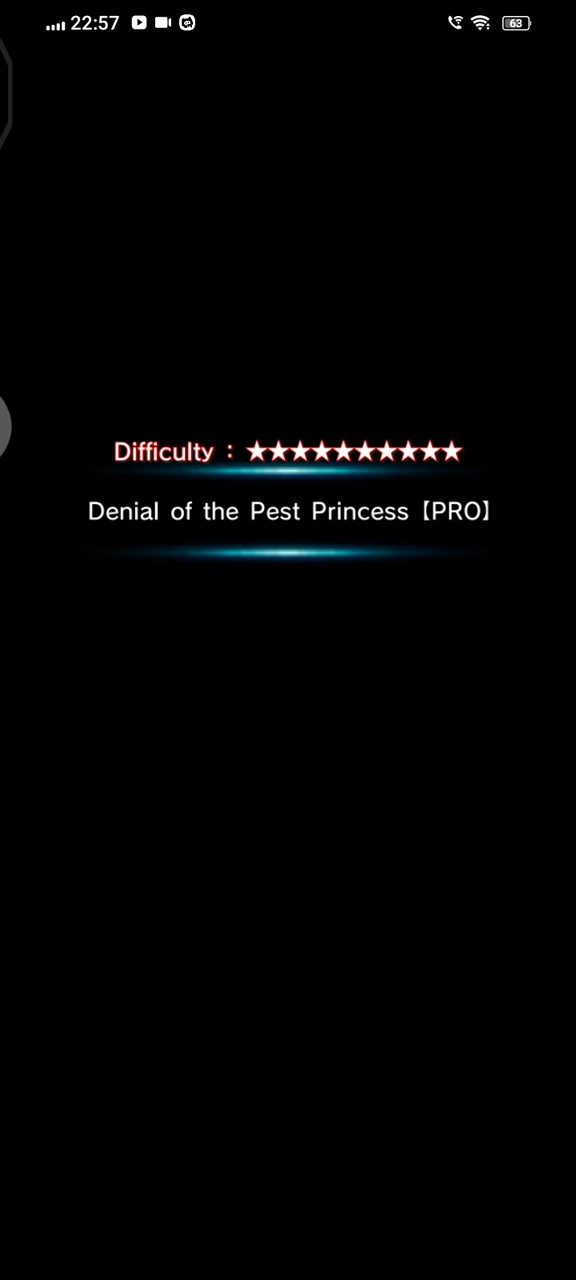 22:57
63
Difficulty : ★★★★★★★★★★
Denial of the Pest Princess【PRO】